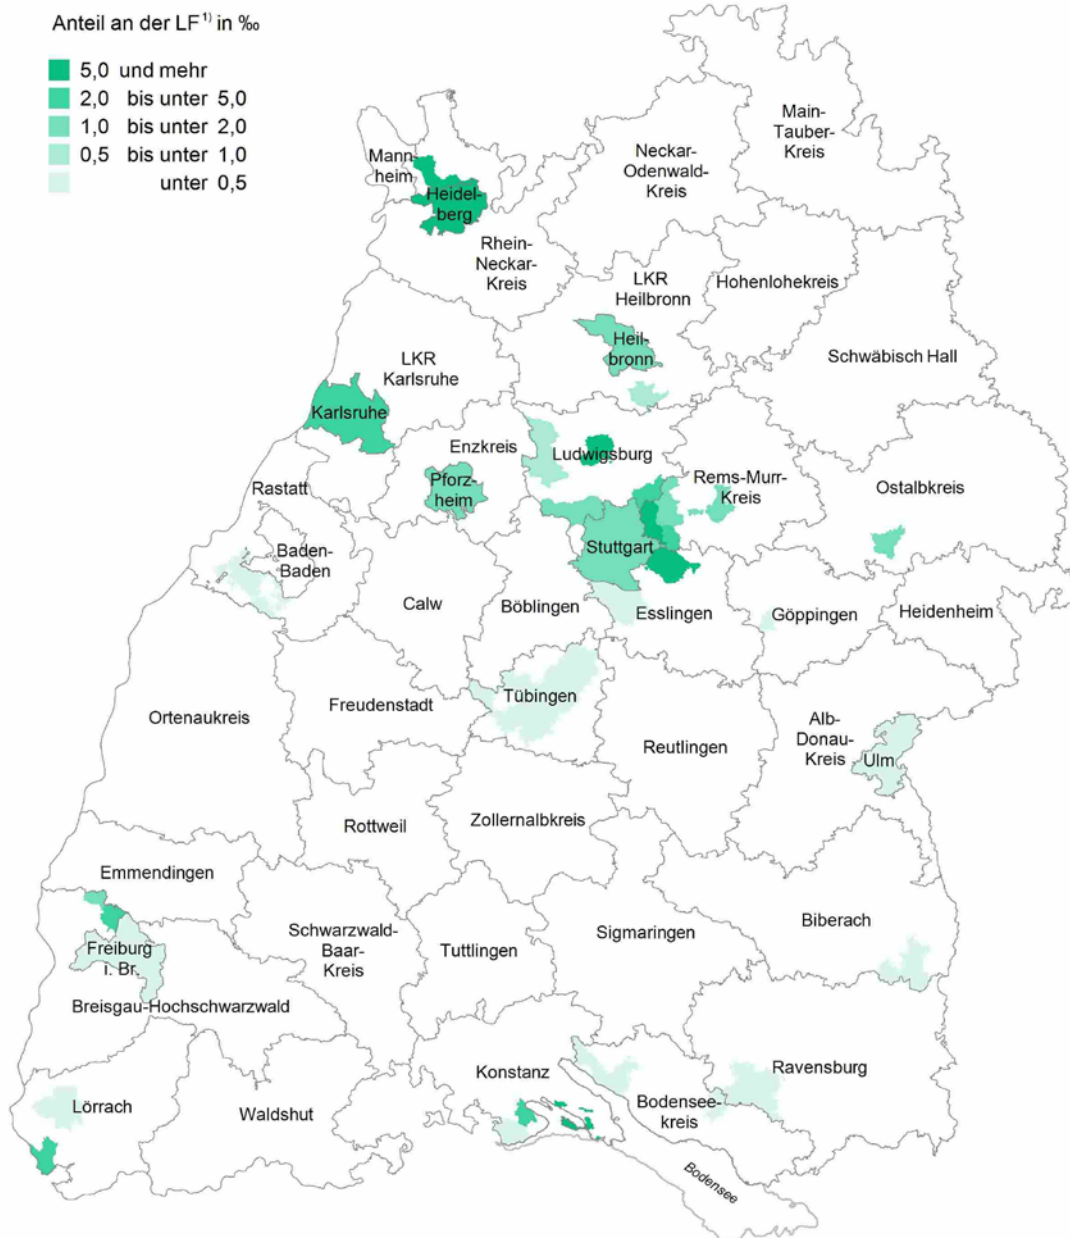 Anteil an der LF¹⁾ in ‰
5,0 und mehr
2,0 bis unter 5,0
1,0 bis unter 2,0
0,5 bis unter 1,0
unter 0,5
Main-
Tauber-
Kreis
Neckar-
Odenwald-
Kreis
Mann-
heim
Heidel-
berg
Rhein-
Neckar-
Kreis
LKR
Heilbronn
Hohenlohekreis
Heil-
bronn
Schwäbisch Hall
LKR
Karlsruhe
Karlsruhe
Enzkreis
Ludwigsburg
Rems-Murr-
Kreis
Ostalbkreis
Pforz-
heim
Rastatt
Stuttgart
Baden-
Baden
Calw
Böblingen
Esslingen
Göppingen
Heidenheim
Ortenaukreis
Freudenstadt
Tübingen
Reutlingen
Alb-
Donau-
Kreis
Ulm
Rottweil
Zollernalbkreis
Emmendingen
Freiburg
i. Br.
Schwarzwald-
Baar-
Kreis
Tuttlingen
Sigmaringen
Biberach
Breisgau-Hochschwarzwald
Lörrach
Waldshut
Konstanz
Bodensee-
kreis
Ravensburg
Bodensee